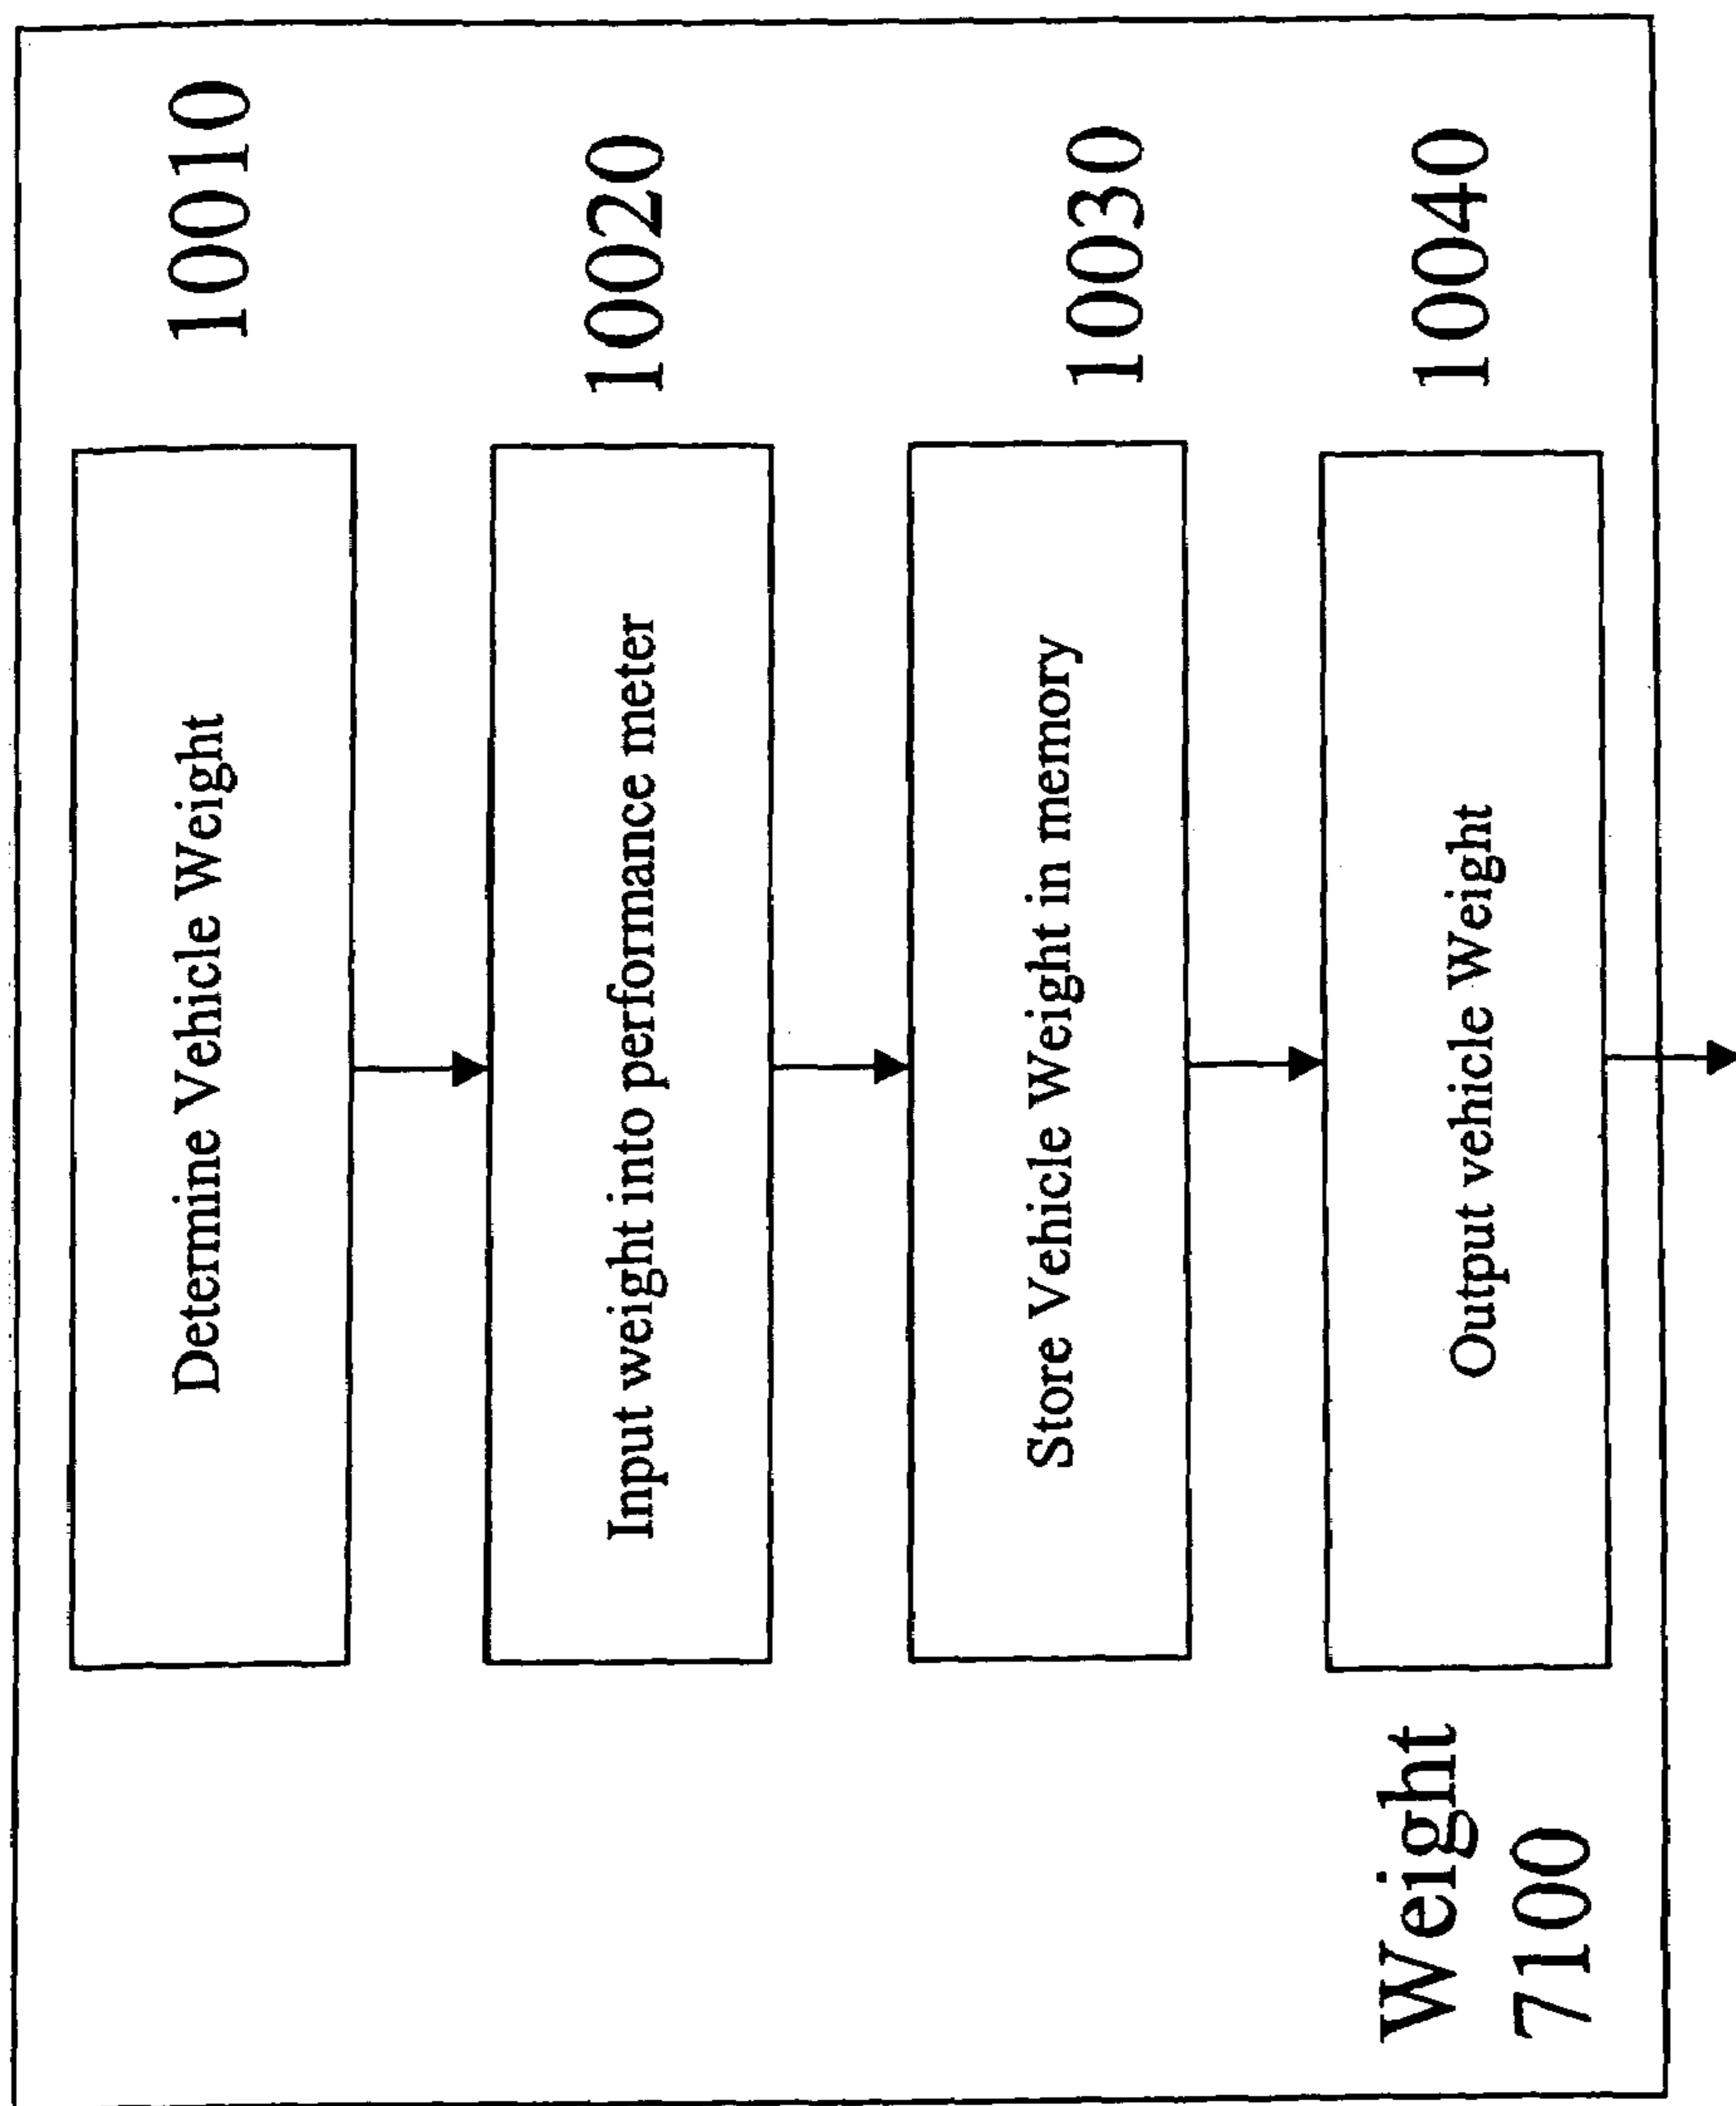 Determine Vehicle Weight
10010
Input weight into performance meter
10020
Store Vehicle Weight in memory
10030
Output vehicle Weight
10040
Weight
7100